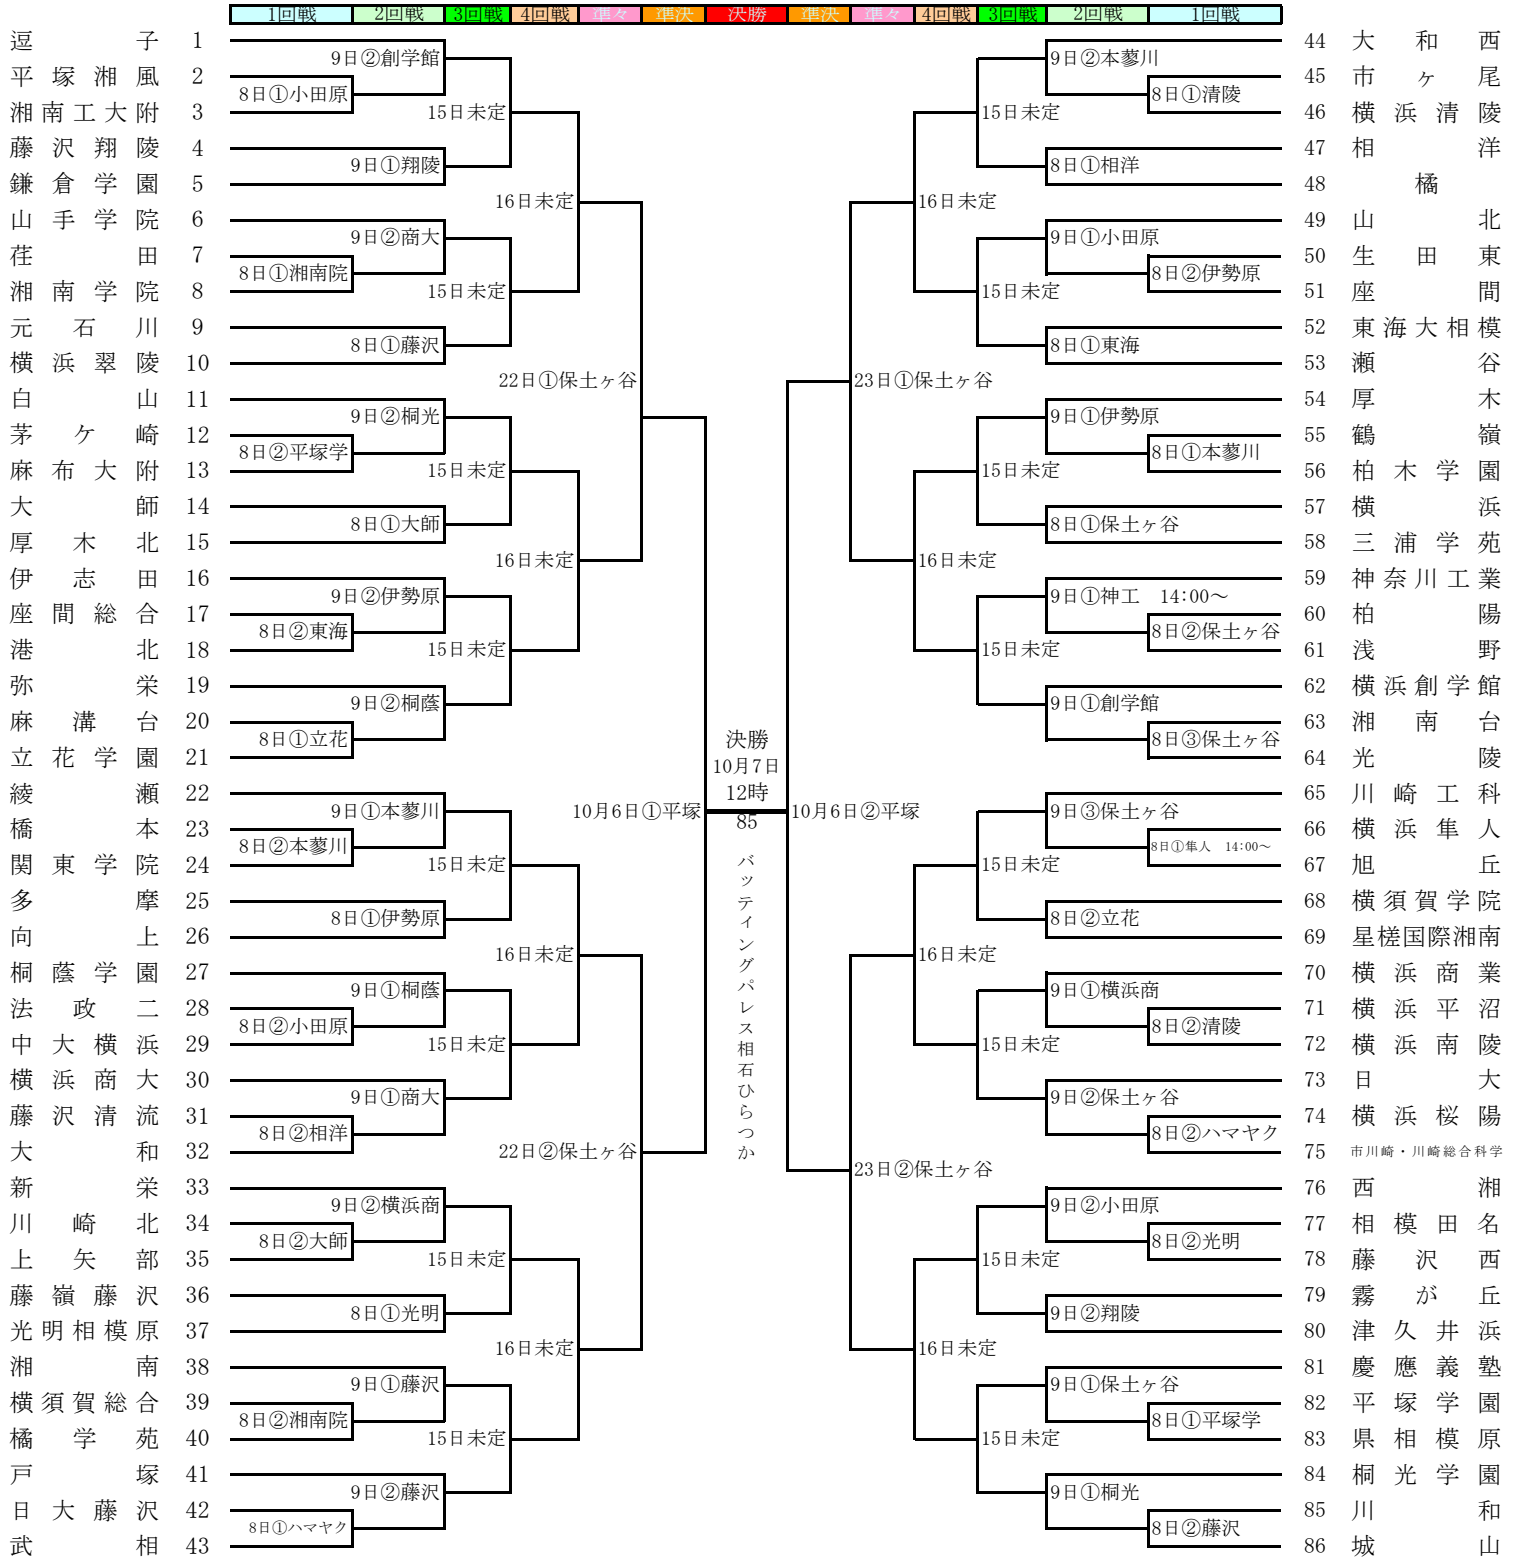 1回戦 2回戦 3回戦 4回戦 準々 準決 決勝 準決 準々 4回戦 3回戦 2回戦 1回戦
逗子 1
平塚湘風 2
湘南工大附 3
藤沢翔陵 4
鎌倉学園 5
山手学院 6
荏田 7
湘南学院 8
元石川 9
横浜翠陵 10
白山 11
茅ケ崎 12
麻布大附 13
大師 14
厚木北 15
伊志田 16
座間総合 17
港北 18
弥栄 19
麻溝台 20
立花学園 21
綾瀬 22
橋本 23
関東学院 24
多摩 25
向上 26
桐蔭学園 27
法政二 28
中大横浜 29
横浜商大 30
藤沢清流 31
大和 32
新栄 33
川崎北 34
上矢部 35
藤嶺藤沢 36
光明相模原 37
湘南 38
横須賀総合 39
橘学苑 40
戸塚 41
日大藤沢 42
武相 43
8日①小田原
8日①湘南院
8日②平塚学
8日②東海
8日①立花
8日②本蓼川
8日②小田原
8日②相洋
8日②大師
8日②湘南院
8日①ハマヤク
9日②創学館
9日①翔陵
9日②商大
8日①藤沢
9日②桐光
8日①大師
9日②伊勢原
9日②桐蔭
9日①本蓼川
8日①伊勢原
9日①桐蔭
9日①商大
9日②横浜商
8日①光明
9日①藤沢
9日②藤沢
15日未定
15日未定
15日未定
15日未定
15日未定
15日未定
15日未定
15日未定
16日未定
16日未定
16日未定
16日未定
22日①保土ヶ谷
22日②保土ヶ谷
10月6日①平塚
決勝
10月7日
12時
85
バッティングパレス相石ひらつか
10月6日②平塚
23日①保土ヶ谷
23日②保土ヶ谷
16日未定
16日未定
16日未定
16日未定
15日未定
15日未定
15日未定
15日未定
15日未定
15日未定
15日未定
15日未定
9日②本蓼川
8日①相洋
9日①小田原
8日①東海
9日①伊勢原
8日①保土ヶ谷
9日①神工 14:00～
9日①創学館
9日③保土ヶ谷
8日②立花
9日①横浜商
9日②保土ヶ谷
9日②小田原
9日②翔陵
9日①保土ヶ谷
9日①桐光
8日①清陵
8日②伊勢原
8日①本蓼川
8日②保土ヶ谷
8日③保土ヶ谷
8日①隼人 14:00～
8日②清陵
8日②ハマヤク
8日②光明
8日①平塚学
8日②藤沢
44 大和西
45 市ヶ尾
46 横浜清陵
47 相洋
48 橘
49 山北
50 生田東
51 座間
52 東海大相模
53 瀬谷
54 厚木
55 鶴嶺
56 柏木学園
57 横浜
58 三浦学苑
59 神奈川工業
60 柏陽
61 浅野
62 横浜創学館
63 湘南台
64 光陵
65 川崎工科
66 横浜隼人
67 旭丘
68 横須賀学院
69 星槎国際湘南
70 横浜商業
71 横浜平沼
72 横浜南陵
73 日大
74 横浜桜陽
75 市川崎・川崎総合科学
76 西湘
77 相模田名
78 藤沢西
79 霧が丘
80 津久井浜
81 慶應義塾
82 平塚学園
83 県相模原
84 桐光学園
85 川和
86 城山